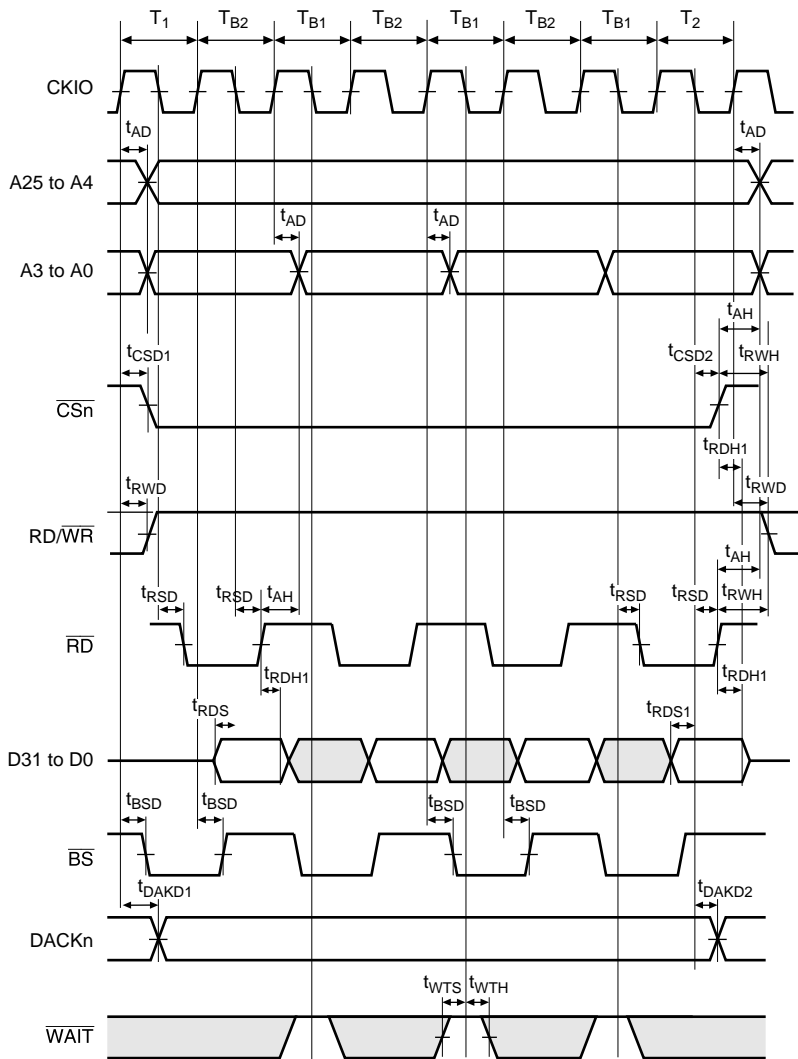 T1 TB2 TB1 TB2 TB1 TB2 TB1 T2
CKIO
tAD tAD
A25 to A4
tAD tAD
A3 to A0
tAH
tCSD1 tCSD2 tRWH
CSn
tRDH1
tRWD tRWD
RD/WR
tAH
tRSD tRSD tAH tRSD tRSD tRWH
RD
tRDH1 tRDH1
tRDS tRDS1
D31 to D0
tBSD tBSD tBSD tBSD
BS
tDAKD1 tDAKD2
DACKn
tWTS tWTH
WAIT